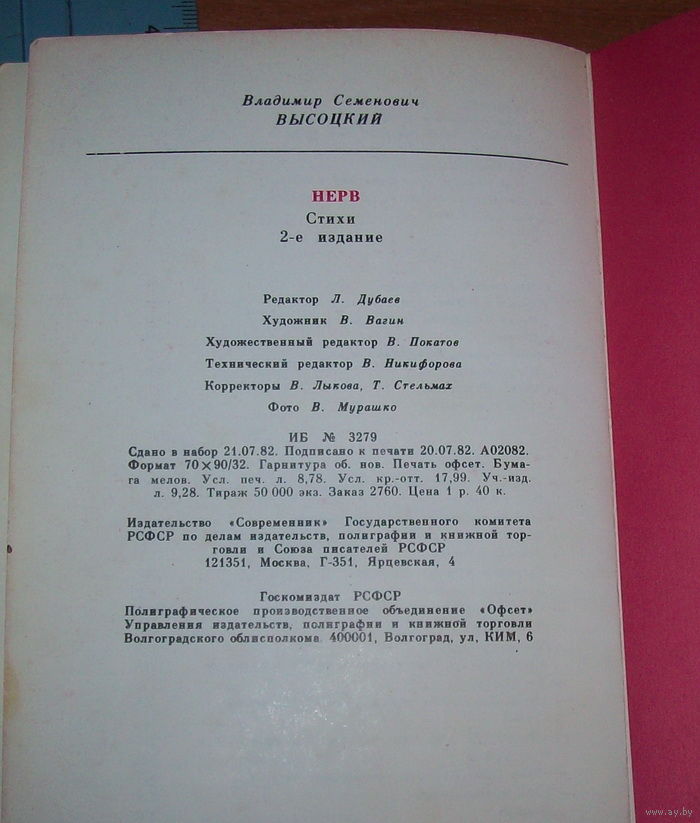 Владимир Семенович
ВЫСОЦКИЙ
НЕРВ
Стихи
2-е издание
Редактор Л. Дубаев
Художник В. Вагин
Художественный редактор В. Покатов
Технический редактор В. Никифорова
Корректоры В. Лыкова, Т. Стельмах
Фото В. Мурашко
ИБ № 3279
Сдано в набор 21.07.82. Подписано к печати 20.07.82. А02082.
Формат 70×90/32. Гарнитура об. нов. Печать офсет. Бума-
га мелов. Усл. печ. л. 8,78. Усл. кр.-отт. 17,99. Уч.-изд.
л. 9,28. Тираж 50 000 экз. Заказ 2760. Цена 1 р. 40 к.
Издательство «Современник» Государственного комитета
РСФСР по делам издательств, полиграфии и книжной тор-
говли и Союза писателей РСФСР
121351, Москва, Г-351, Ярцевская, 4
Госкомиздат РСФСР
Полиграфическое производственное объединение «Офсет»
Управления издательств, полиграфии и книжной торговли
Волгоградского облисполкома 400001, Волгоград, ул, КИМ, 6
www.ay.by